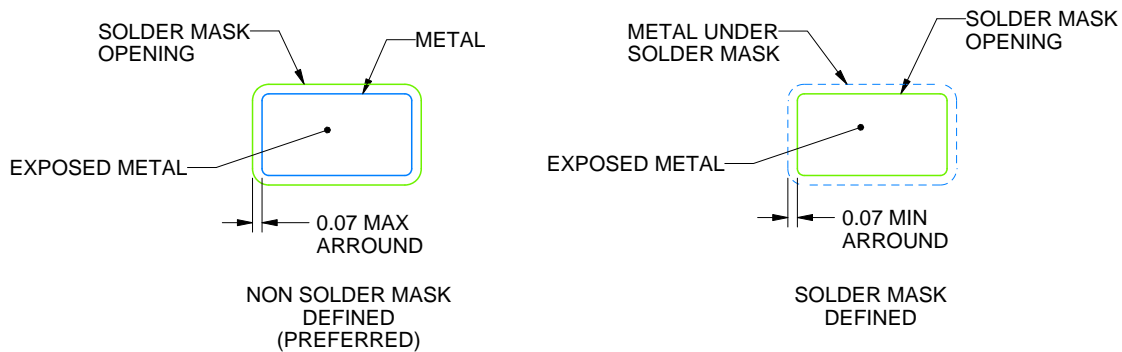 SOLDER MASK
OPENING
METAL
EXPOSED METAL
0.07 MAX
ARROUND
NON SOLDER MASK
DEFINED
(PREFERRED)
METAL UNDER
SOLDER MASK
SOLDER MASK
OPENING
EXPOSED METAL
0.07 MIN
ARROUND
SOLDER MASK
DEFINED